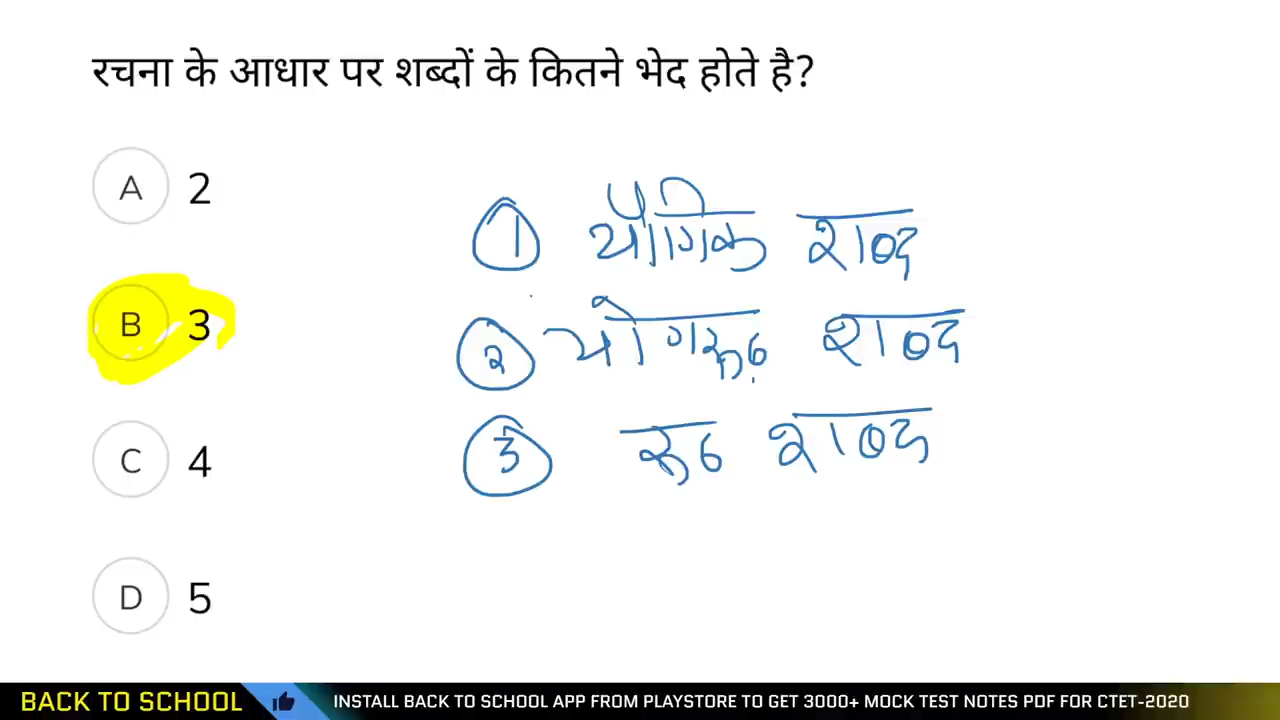 रचना के आधार पर शब्दों के कितने भेद होते है?
A 2
B 3
C 4
D 5
1 यौगिक शब्द
2 योगरूढ़ शब्द
3 रूढ शब्द
BACK TO SCHOOL INSTALL BACK TO SCHOOL APP FROM PLAYSTORE TO GET 3000+ MOCK TEST NOTES PDF FOR CTET-2020